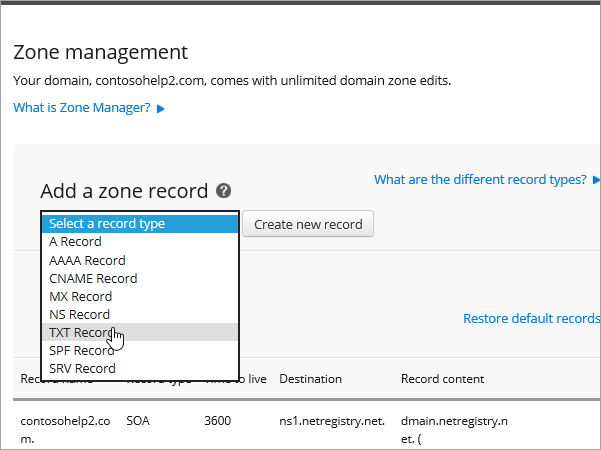 Zone management
Your domain, contosohelp2.com, comes with unlimited domain zone edits.
What is Zone Manager?
What are the different record types?
Add a zone record ?
Select a record type
Create new record
A Record
AAAA Record
CNAME Record
MX Record
NS Record
TXT Record
Restore default records
SPF Record
SRV Record
Record name Record type Time to live Destination Record content
contosohelp2.co SOA 3600 ns1.netregistry.net. dmain.netregistry.n
m. et. (